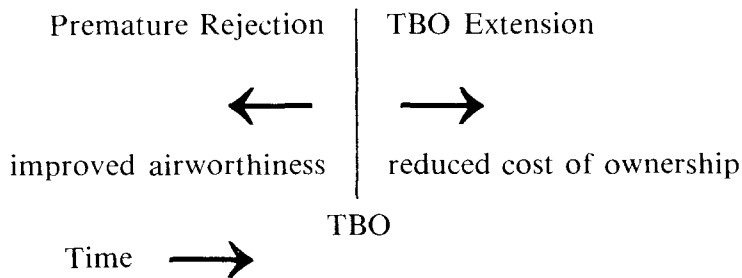 Premature Rejection TBO Extension
improved airworthiness reduced cost of ownership
TBO
Time